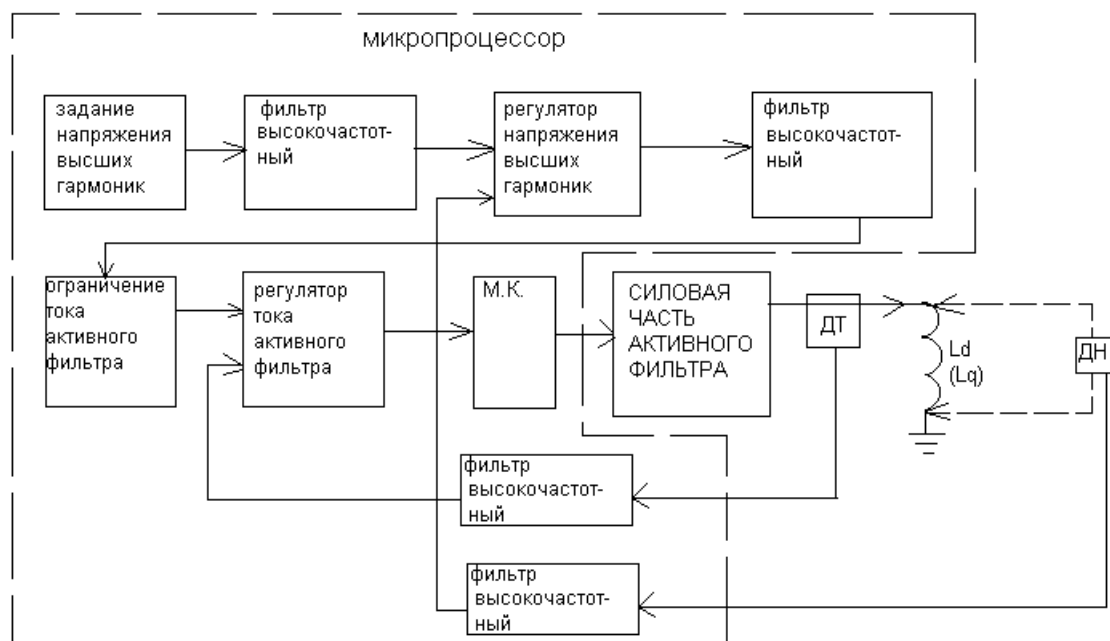 микропроцессор
задание
напряжения
высших
гармоник
фильтр
высокочастот-
ный
регулятор
напряжения
высших
гармоник
фильтр
высокочастот-
ный
ограничение
тока
активного
фильтра
регулятор
тока
активного
фильтра
М.К.
СИЛОВАЯ
ЧАСТЬ
АКТИВНОГО
ФИЛЬТРА
ДТ
Ld
(Lq)
ДН
фильтр
высокочастот-
ный
фильтр
высокочастот-
ный